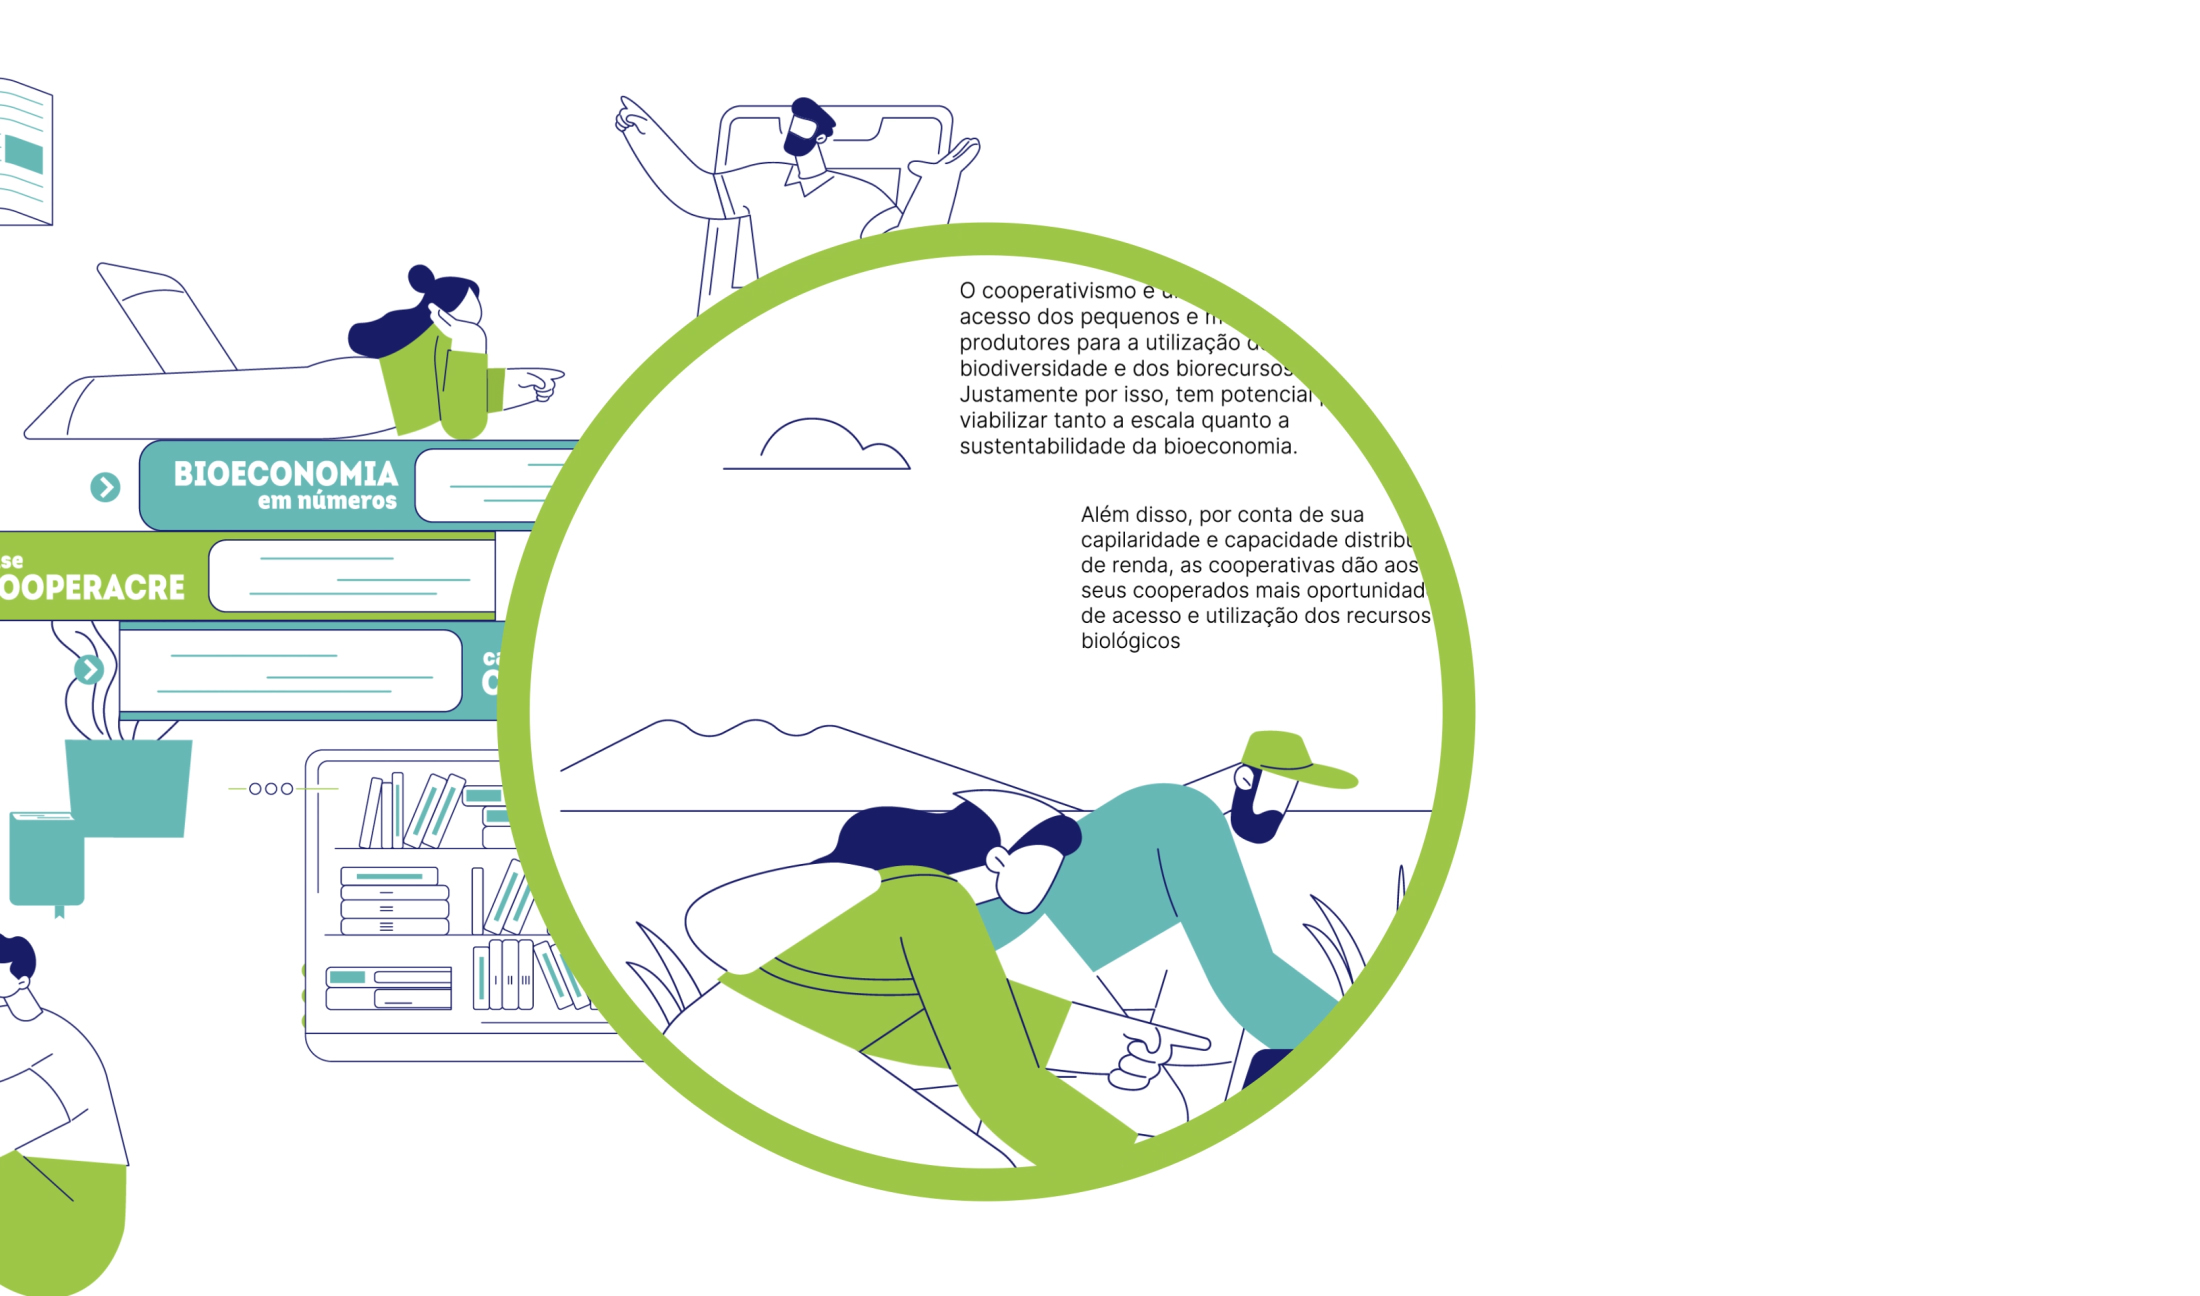 BIOECONOMIA
em números
OOPERACRE
O cooperativismo é
acesso dos pequenos e
produtores para a utilização
biodiversidade e dos biorecursos
Justamente por isso, tem potencial
viabilizar tanto a escala quanto a
sustentabilidade da bioeconomia.
Além disso, por conta de sua
capilaridade e capacidade
de renda, as cooperativas dão aos
seus cooperados mais
de acesso e utilização dos recursos
biológicos